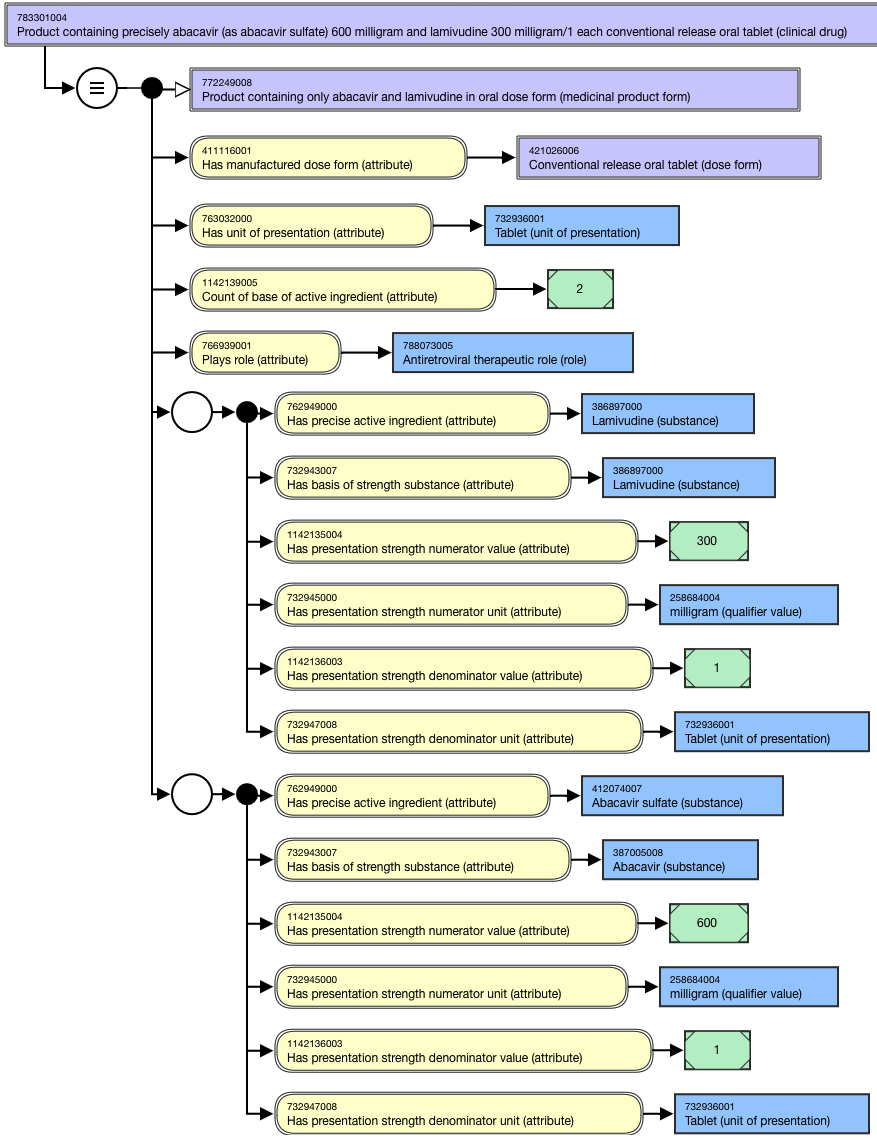 783301004
Product containing precisely abacavir (as abacavir sulfate) 600 milligram and lamivudine 300 milligram/1 each conventional release oral tablet (clinical drug)
772249008
Product containing only abacavir and lamivudine in oral dose form (medicinal product form)
411116001
Has manufactured dose form (attribute)
421026006
Conventional release oral tablet (dose form)
763032000
Has unit of presentation (attribute)
732936001
Tablet (unit of presentation)
1142139005
Count of base of active ingredient (attribute)
2
766939001
Plays role (attribute)
788073005
Antiretroviral therapeutic role (role)
762949000
Has precise active ingredient (attribute)
386897000
Lamivudine (substance)
732943007
Has basis of strength substance (attribute)
386897000
Lamivudine (substance)
1142135004
Has presentation strength numerator value (attribute)
300
732945000
Has presentation strength numerator unit (attribute)
258684004
milligram (qualifier value)
1142136003
Has presentation strength denominator value (attribute)
1
732947008
Has presentation strength denominator unit (attribute)
732936001
Tablet (unit of presentation)
762949000
Has precise active ingredient (attribute)
412074007
Abacavir sulfate (substance)
732943007
Has basis of strength substance (attribute)
387005008
Abacavir (substance)
1142135004
Has presentation strength numerator value (attribute)
600
732945000
Has presentation strength numerator unit (attribute)
258684004
milligram (qualifier value)
1142136003
Has presentation strength denominator value (attribute)
1
732947008
Has presentation strength denominator unit (attribute)
732936001
Tablet (unit of presentation)